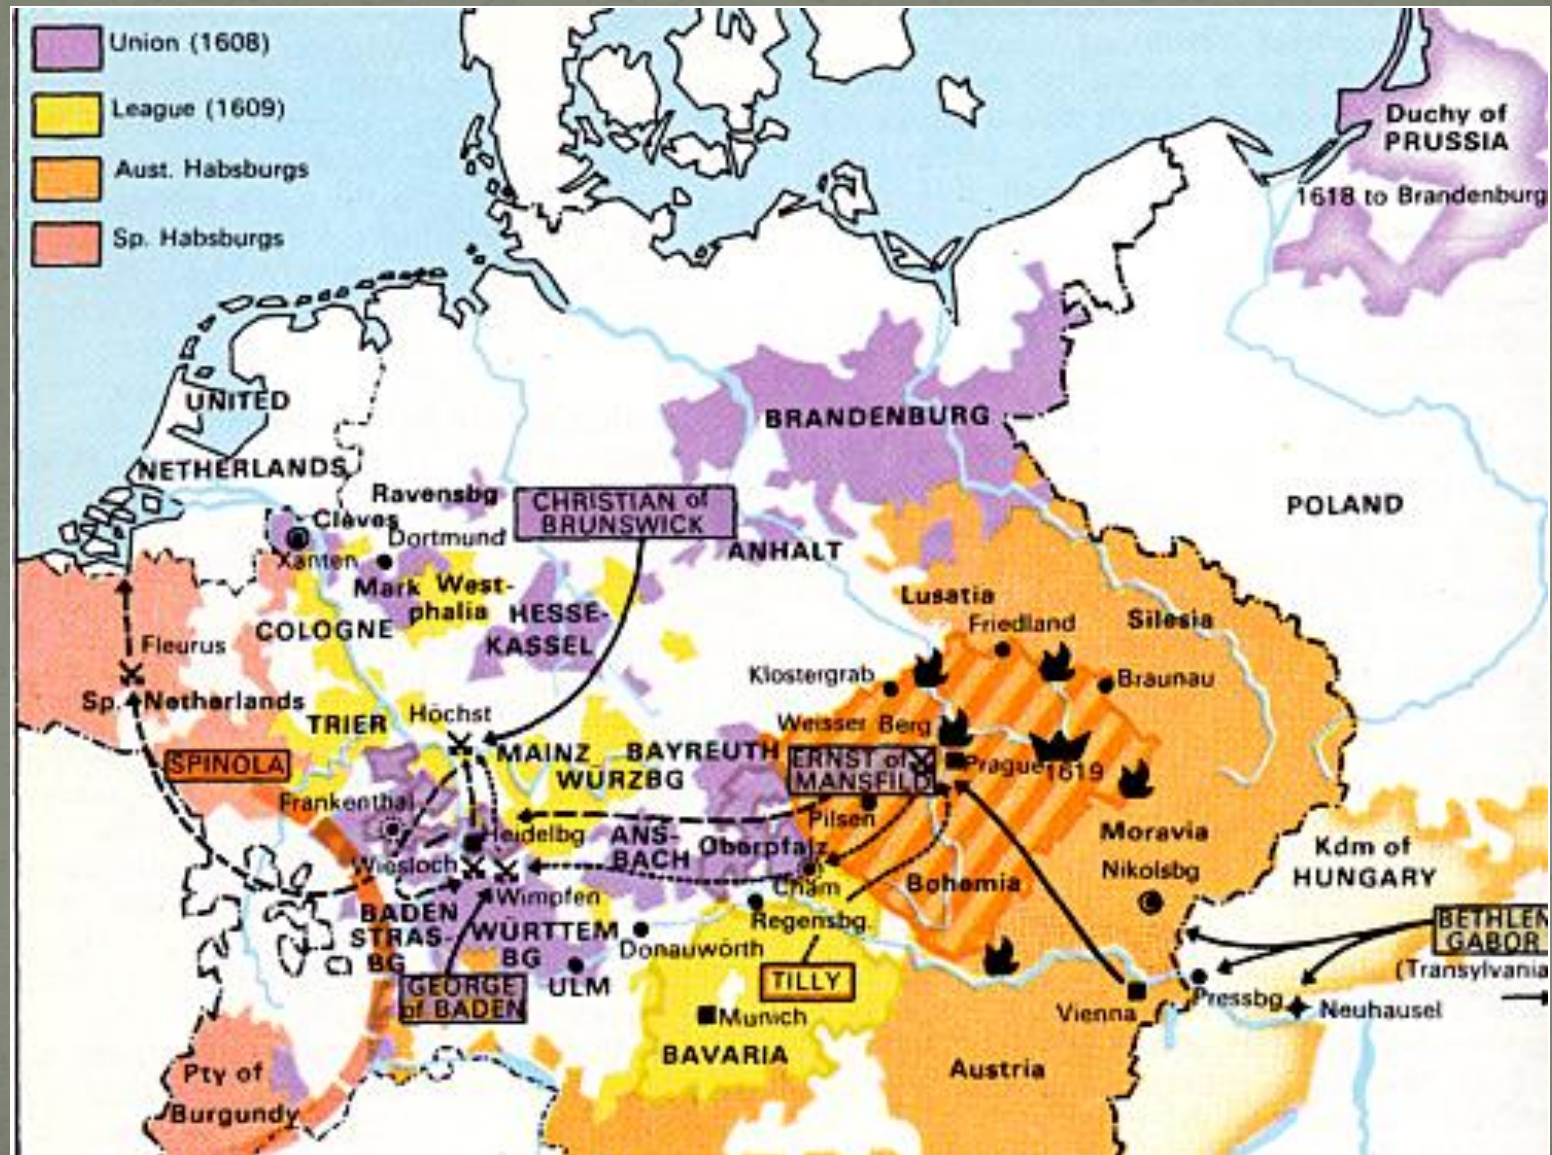 Union (1608)
League (1609)
Aust. Habsburgs
Sp. Habsburgs
Duchy of
PRUSSIA
1618 to Brandenburg
UNITED
NETHERLANDS
BRANDENBURG
POLAND
Ravensbg
CHRISTIAN of
BRUNSWICK
Cleves
Xanten
Dortmund
Mark
West-
phalia
ANHALT
HESSE-
KASSEL
COLOGNE
Lusatia
Friedland
Silesia
Fleurus
Sp. Netherlands
Klostergrab
Braunau
TRIER
Höchst
Weisser Berg
MAINZ
WURZBG
BAYREUTH
ERNST of
MANSFILD
Prague
1619
SPINOLA
Frankenthal
Pilsen
Heidelbg
ANS-
BACH
Oberpfalz
Moravia
Kdm of
HUNGARY
Wiesloch
Wimpfen
Cham
Bohemia
Nikolsbg
BADEN
STRAS-
BG
WÜRTTEM
BG
Regensbg.
Donauwörth
BETHLEN
GABOR
(Transylvania
GEORGE
of BADEN
ULM
TILLY
Munich
BAVARIA
Vienna
Pressbg
Neuhausel
Austria
Pty of
Burgundy